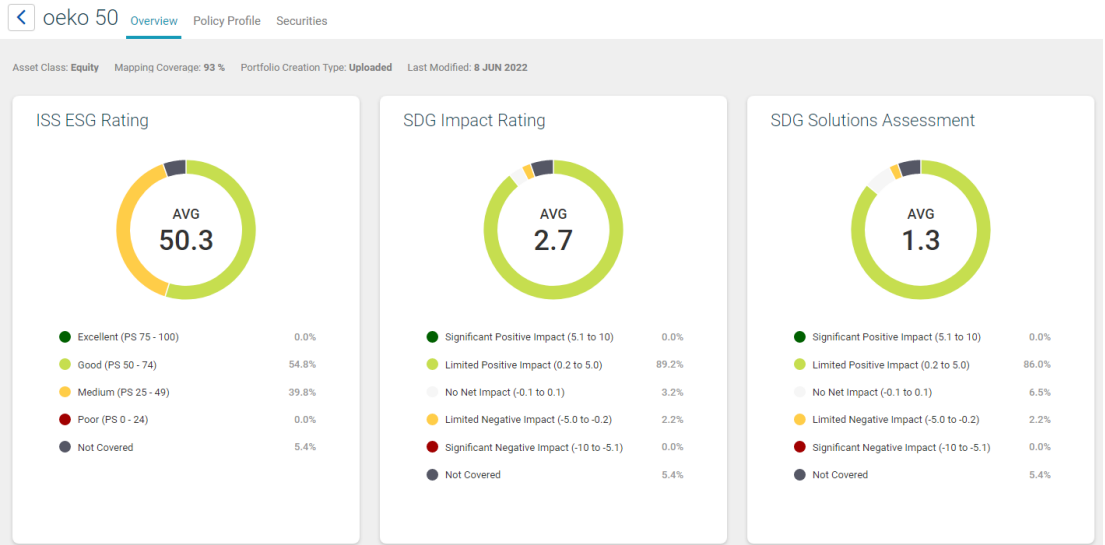 oeko 50 Overview Policy Profile Securities
Asset Class: Equity Mapping Coverage: 93 % Portfolio Creation Type: Uploaded Last Modified: 8 JUN 2022
ISS ESG Rating
AVG
50.3
Excellent (PS 75 - 100) 0.0%
Good (PS 50 - 74) 54.8%
Medium (PS 25 - 49) 39.8%
Poor (PS 0 - 24) 0.0%
Not Covered 5.4%
SDG Impact Rating
AVG
2.7
Significant Positive Impact (5.1 to 10) 0.0%
Limited Positive Impact (0.2 to 5.0) 89.2%
No Net Impact (-0.1 to 0.1) 3.2%
Limited Negative Impact (-5.0 to -0.2) 2.2%
Significant Negative Impact (-10 to -5.1) 0.0%
Not Covered 5.4%
SDG Solutions Assessment
AVG
1.3
Significant Positive Impact (5.1 to 10) 0.0%
Limited Positive Impact (0.2 to 5.0) 86.0%
No Net Impact (-0.1 to 0.1) 6.5%
Limited Negative Impact (-5.0 to -0.2) 2.2%
Significant Negative Impact (-10 to -5.1) 0.0%
Not Covered 5.4%